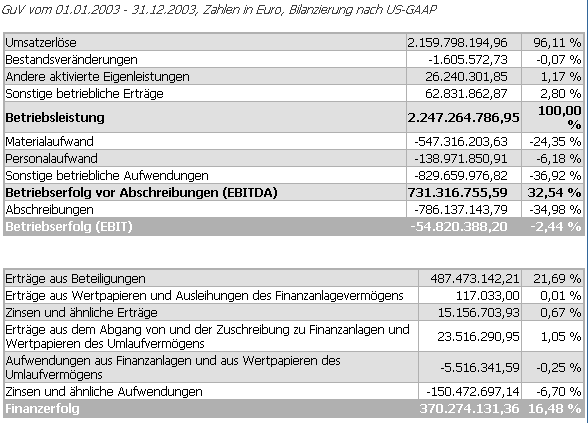 GuV vom 01.01.2003 - 31.12.2003, Zahlen in Euro, Bilanzierung nach US-GAAP
Umsatzerlöse 2.159.798.194,96 96,11 %
Bestandsveränderungen -1.605.572,73 -0,07 %
Andere aktivierte Eigenleistungen 26.240.301,85 1,17 %
Sonstige betriebliche Erträge 62.831.862,87 2,80 %
Betriebsleistung 2.247.264.786,95 100,00
%
Materialaufwand -547.316.203,63 -24,35 %
Personalaufwand -138.971.850,91 -6,18 %
Sonstige betriebliche Aufwendungen -829.659.976,82 -36,92 %
Betriebserfolg vor Abschreibungen (EBITDA) 731.316.755,59 32,54 %
Abschreibungen -786.137.143,79 -34,98 %
Betriebserfolg (EBIT) -54.820.388,20 -2,44 %
Erträge aus Beteiligungen 487.473.142,21 21,69 %
Erträge aus Wertpapieren und Ausleihungen des Finanzanlagevermögens 117.033,00 0,01 %
Zinsen und ähnliche Erträge 15.156.703,93 0,67 %
Erträge aus dem Abgang von und der Zuschreibung zu Finanzanlagen und
Wertpapieren des Umlaufvermögens 23.516.290,95 1,05 %
Aufwendungen aus Finanzanlagen und aus Wertpapieren des
Umlaufvermögens -5.516.341,59 -0,25 %
Zinsen und ähnliche Aufwendungen -150.472.697,14 -6,70 %
Finanzerfolg 370.274.131,36 16,48 %